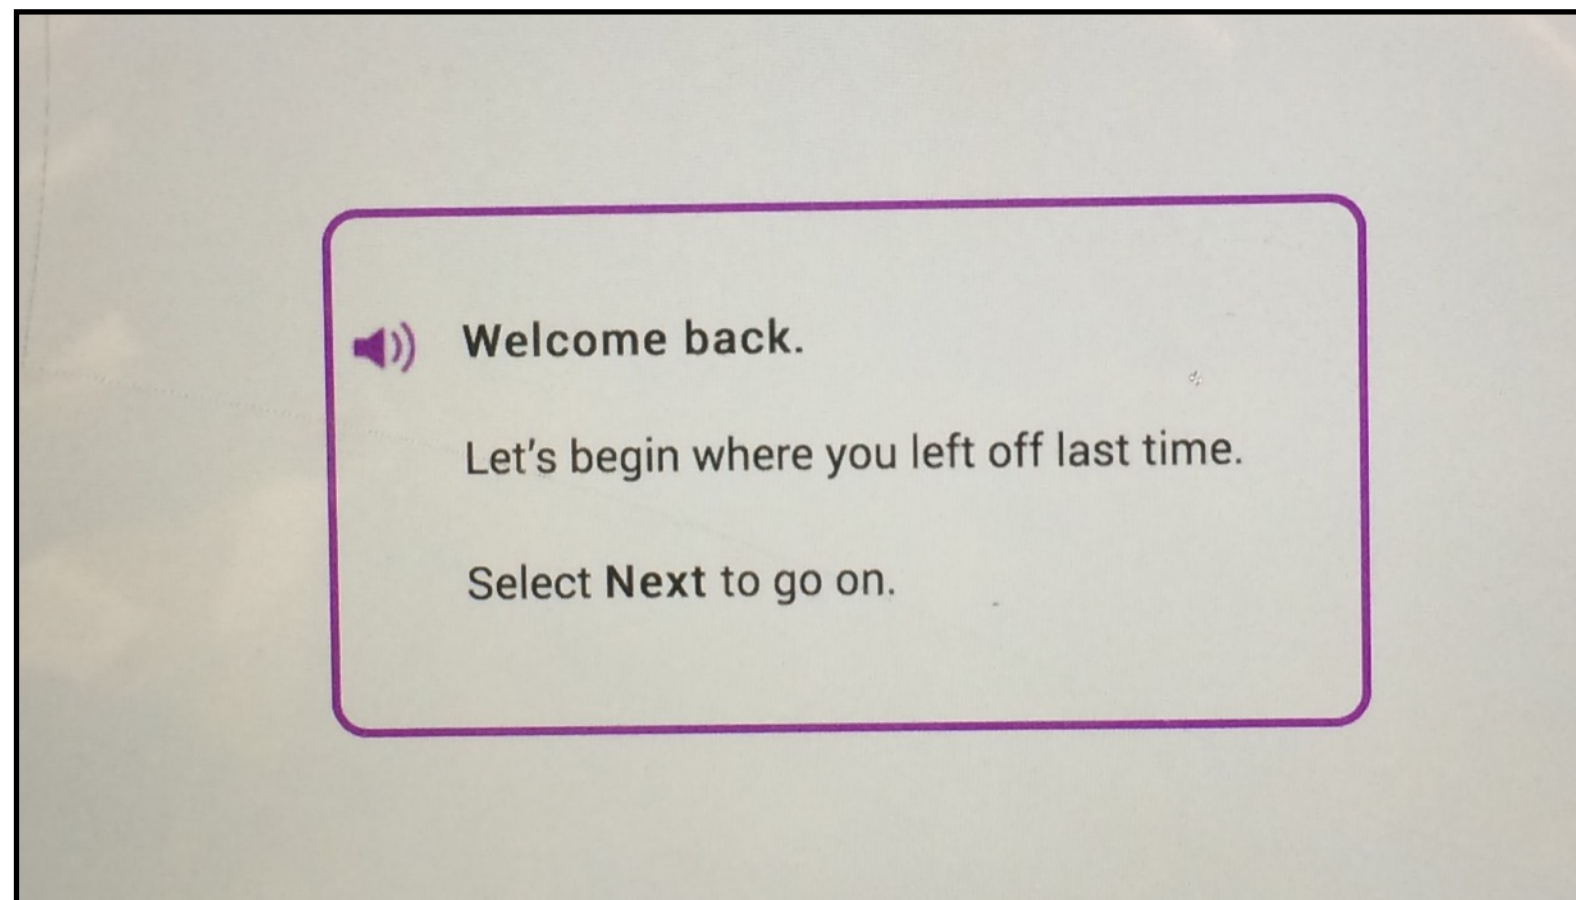 Welcome back.
Let's begin where you left off last time.
Select Next to go on.